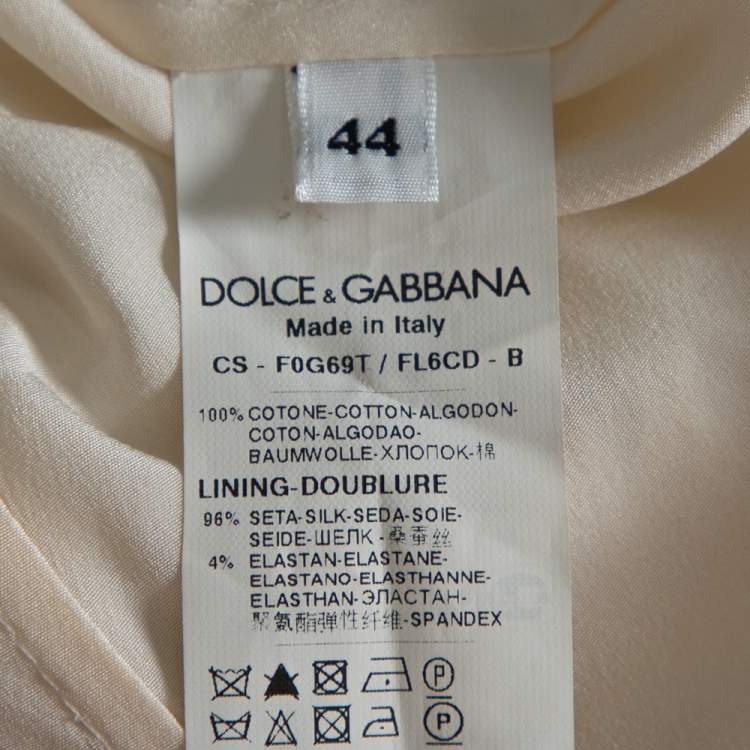 44
DOLCE & GABBANA
Made in Italy
CS - F0G69T / FL6CD - B
100% COTONE-COTTON-ALGODON-
COTON-ALGODAO-
BAUMWOLLE-ХЛОПОК-棉
LINING-DOUBLURE
96% SETA-SILK-SEDA-SOIE-
SEIDE-ШЕЛК -桑蚕丝
4% ELASTAN-ELASTANE-
ELASTANO-ELASTHANNE-
ELASTHAN-ЭЛАСТАН-
聚氨酯弹性纤维-SPANDEX
P
P